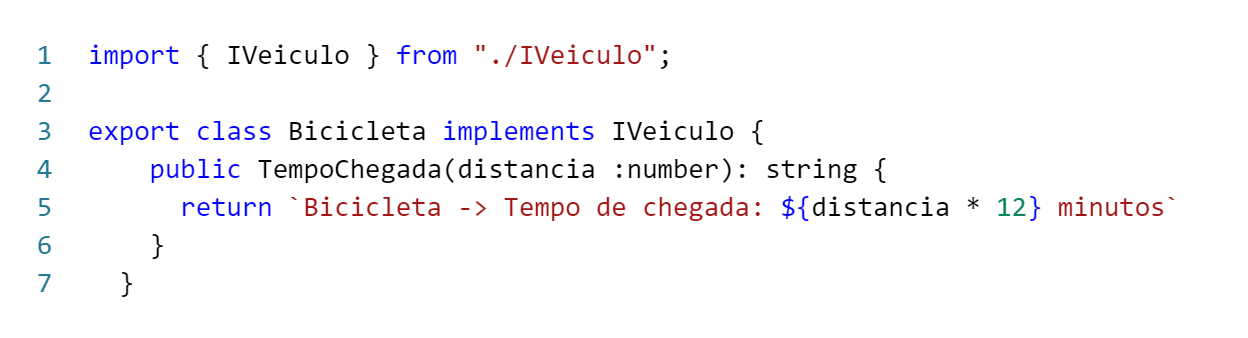 1 import { IVeiculo } from "./IVeiculo";
2
3 export class Bicicleta implements IVeiculo {
4     public TempoChegada(distancia :number): string {
5       return `Bicicleta -> Tempo de chegada: ${distancia * 12} minutos`
6     }
7   }